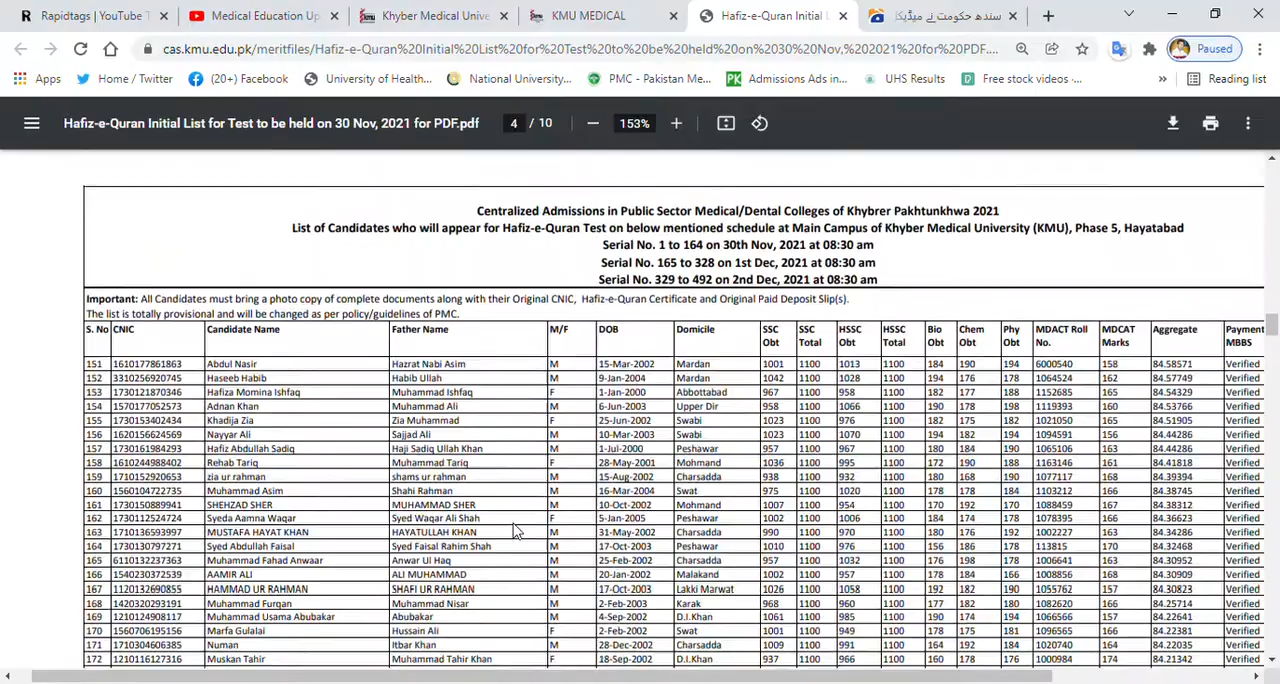 Rapidtags | YouTube T
Medical Education Up
Khyber Medical Unive
KMU MEDICAL
Hafiz-e-Quran Initial L
سندھ حکومت نے میڈیکل
cas.kmu.edu.pk/meritfiles/Hafiz-e-Quran%20Initial%20List%20for%20Test%20to%20be%20held%20on%2030%20Nov,%202021%20for%20PDF....
Paused
Apps
Home / Twitter
(20+) Facebook
University of Health...
National University...
PMC - Pakistan Me...
Admissions Ads in...
UHS Results
Free stock videos -...
»
Reading list
Hafiz-e-Quran Initial List for Test to be held on 30 Nov, 2021 for PDF.pdf
4 / 10
153%
Centralized Admissions in Public Sector Medical/Dental Colleges of Khybrer Pakhtunkhwa 2021
List of Candidates who will appear for Hafiz-e-Quran Test on below mentioned schedule at Main Campus of Khyber Medical University (KMU), Phase 5, Hayatabad
Serial No. 1 to 164 on 30th Nov, 2021 at 08:30 am
Serial No. 165 to 328 on 1st Dec, 2021 at 08:30 am
Serial No. 329 to 492 on 2nd Dec, 2021 at 08:30 am
Important: All Candidates must bring a photo copy of complete documents along with their Original CNIC, Hafiz-e-Quran Certificate and Original Paid Deposit Slip(s).
The list is totally provisional and will be changed as per policy/guidelines of PMC.
S. No CNIC Candidate Name Father Name M/F DOB Domicile SSC Obt SSC Total HSSC Obt HSSC Total Bio Obt Chem Obt Phy Obt MDACT Roll No. MDCAT Marks Aggregate Payment MBBS
151 1610177861863 Abdul Nasir Hazrat Nabi Asim M 15-Mar-2002 Mardan 1001 1100 1013 1100 184 190 194 6000540 158 84.58571 Verified
152 3310256920745 Haseeb Habib Habib Ullah M 9-Jan-2004 Mardan 1042 1100 1028 1100 194 176 178 1064524 162 84.57749 Verified
153 1730121870346 Hafiza Momina Ishfaq Muhammad Ishfaq F 1-Jan-2000 Abbottabad 967 1100 958 1100 182 177 188 1152685 165 84.54329 Verified
154 1570177052573 Adnan Khan Muhammad Ali M 6-Jun-2003 Upper Dir 958 1100 1066 1100 190 178 198 1119393 160 84.53766 Verified
155 1730153402434 Khadija Zia Zia Muhammad F 25-Jun-2002 Swabi 1023 1100 976 1100 182 175 182 1021050 165 84.51905 Verified
156 1620156624569 Nayyar Ali Sajjad Ali M 10-Mar-2003 Swabi 1023 1100 1070 1100 194 182 194 1094591 156 84.44286 Verified
157 1730161984293 Hafiz Abdullah Sadiq Haji Sadiq Ullah Khan M 1-Jul-2000 Peshawar 957 1100 967 1100 180 184 190 1065106 163 84.44286 Verified
158 1610244988402 Rehab Tariq Muhammad Tariq F 28-May-2001 Mohmand 1036 1100 995 1100 172 190 188 1163146 161 84.41818 Verified
159 1710152920653 zia ur rahman shams ur rahman M 15-Aug-2002 Charsadda 938 1100 932 1100 180 168 190 1077117 168 84.39394 Verified
160 1560104722735 Muhammad Asim Shahi Rahman M 16-Mar-2004 Swat 975 1100 1020 1100 178 178 184 1103212 166 84.38745 Verified
161 1730150889941 SHEHZAD SHER MUHAMMAD SHER M 10-Oct-2002 Mohmand 1007 1100 954 1100 170 192 170 1088459 167 84.38312 Verified
162 1730112524724 Syeda Aamna Waqar Syed Waqar Ali Shah F 5-Jan-2005 Peshawar 1002 1100 1006 1100 184 174 178 1078395 166 84.36623 Verified
163 1710136593997 MUSTAFA HAYAT KHAN HAYATULLAH KHAN M 31-May-2002 Charsadda 990 1100 970 1100 180 176 192 1002227 163 84.34286 Verified
164 1730130797271 Syed Abdullah Faisal Syed Faisal Rahim Shah M 17-Oct-2003 Peshawar 1010 1100 976 1100 156 186 178 113815 170 84.32468 Verified
165 6110132237363 Muhammad Fahad Anwaar Anwar Ul Haq M 25-Feb-2002 Charsadda 957 1100 1032 1100 176 198 178 1006641 163 84.30952 Verified
166 1540230372539 AAMIR ALI ALI MUHAMMAD M 20-Jan-2002 Malakand 1002 1100 957 1100 178 184 166 1008856 168 84.30909 Verified
167 1120132690855 HAMMAD UR RAHMAN SHAFI UR RAHMAN M 17-Oct-2003 Lakki Marwat 1026 1100 1058 1100 192 182 190 1055762 157 84.30823 Verified
168 1420320293191 Muhammad Furqan Muhammad Nisar M 2-Feb-2003 Karak 968 1100 960 1100 177 182 180 1082620 166 84.25714 Verified
169 1210124908117 Muhammad Usama Abubakar Abubakar M 4-Sep-2002 D.I.Khan 1061 1100 985 1100 190 174 194 1066566 157 84.22641 Verified
170 1560706195156 Marfa Gulalai Hussain Ali F 2-Feb-2002 Swat 1001 1100 949 1100 178 175 181 1096565 166 84.22381 Verified
171 1710304606385 Numan Itbar Khan M 28-Dec-2002 Charsadda 1009 1100 991 1100 164 192 184 1020740 164 84.22035 Verified
172 1210116127316 Muskan Tahir Muhammad Tahir Khan F 18-Sep-2002 D.I.Khan 937 1100 966 1100 160 178 176 1000984 174 84.21342 Verified